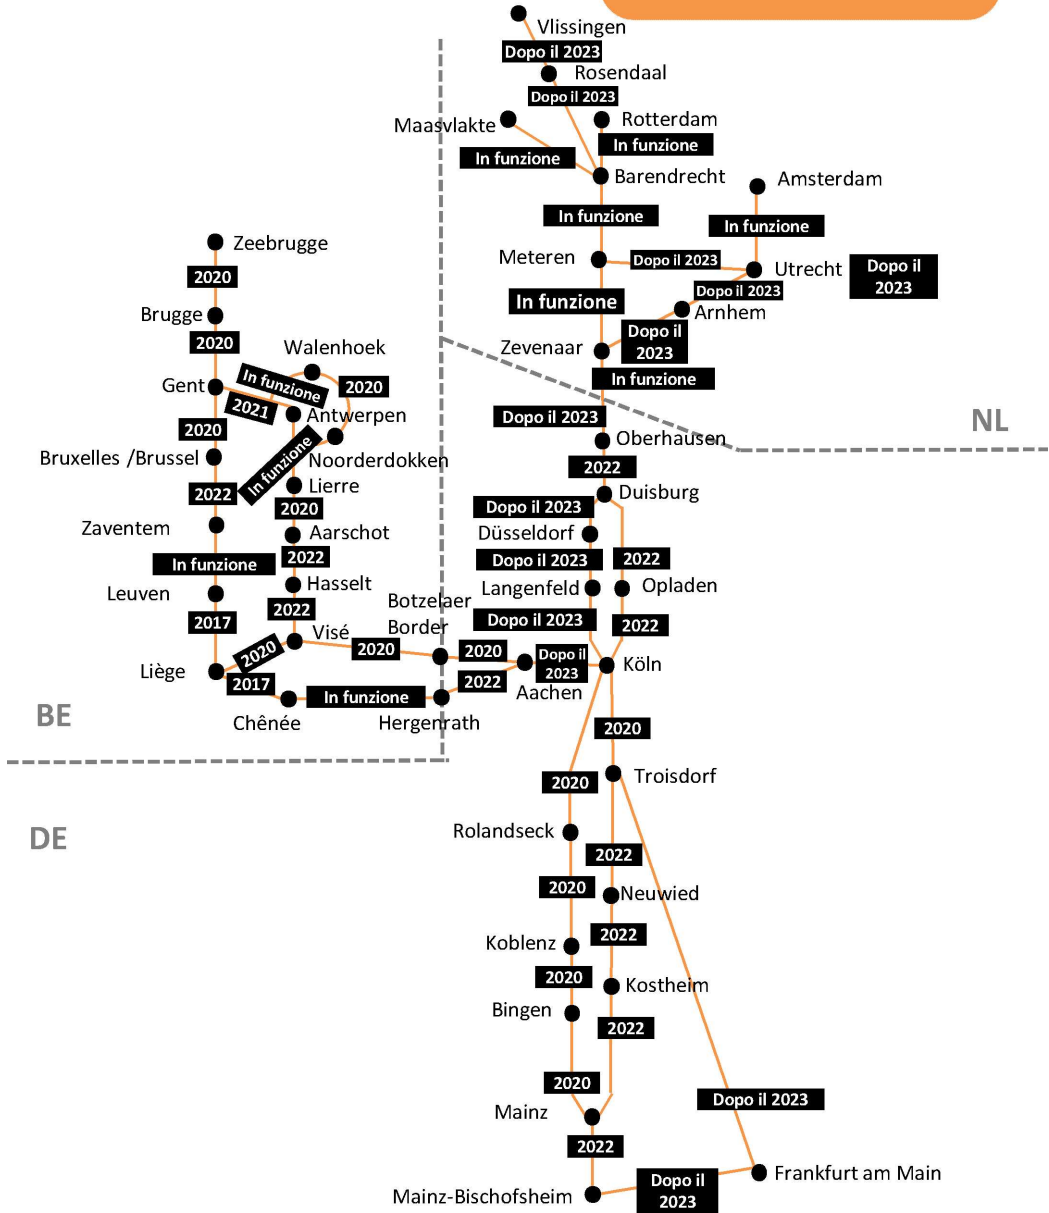 Vlissingen
Dopo il 2023
Rosendaal
Dopo il 2023
Maasvlakte
Rotterdam
In funzione
In funzione
Barendrecht
Amsterdam
In funzione
In funzione
Zeebrugge
Meteren
Dopo il 2023
Utrecht
Dopo il
2023
2020
Dopo il 2023
In funzione
Arnhem
Brugge
2020
Dopo il
2023
Walenhoek
Zevenaar
In funzione
Gent
In funzione
2020
2021
Antwerpen
Dopo il 2023
NL
2020
Oberhausen
Bruxelles /Brussel
In funzione
Noorderdokken
2022
2022
Lierre
Duisburg
2020
Dopo il 2023
Zaventem
Aarschot
Düsseldorf
In funzione
2022
Dopo il 2023
2022
Leuven
Hasselt
Langenfeld
Opladen
Botzelaer
Border
2022
2017
Dopo il 2023
2022
Visé
2020
2020
2020
Dopo il
2023
Köln
Liège
2017
2022
Aachen
In funzione
Chênée
Hergenrath
BE
2020
Troisdorf
2020
DE
Rolandseck
2022
2020
Neuwied
2022
Koblenz
2020
Kostheim
Bingen
2022
2020
Dopo il 2023
Mainz
2022
Frankfurt am Main
Dopo il
2023
Mainz-Bischofsheim